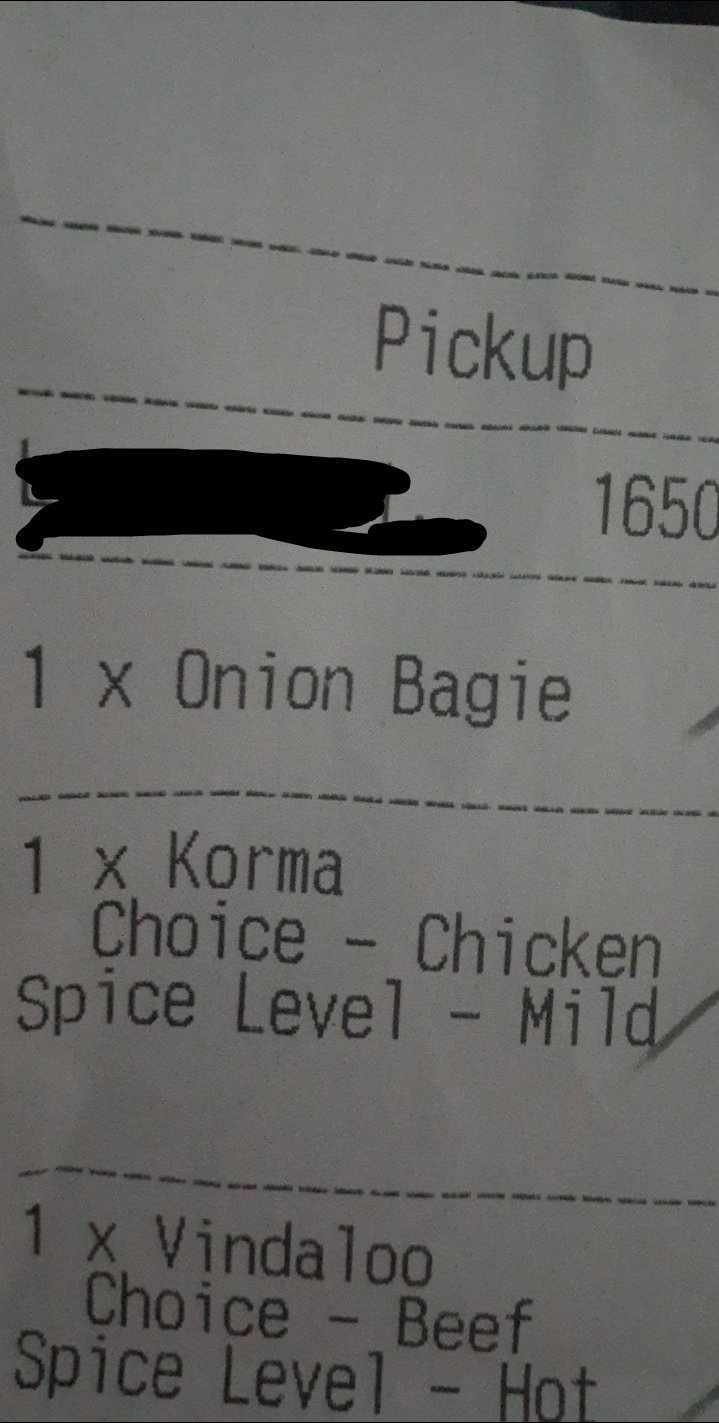 Pickup
1650
1 x Onion Bagie
1 x Korma
Choice - Chicken
Spice Level - Mild
1 x Vindaloo
Choice - Beef
Spice Level - Hot